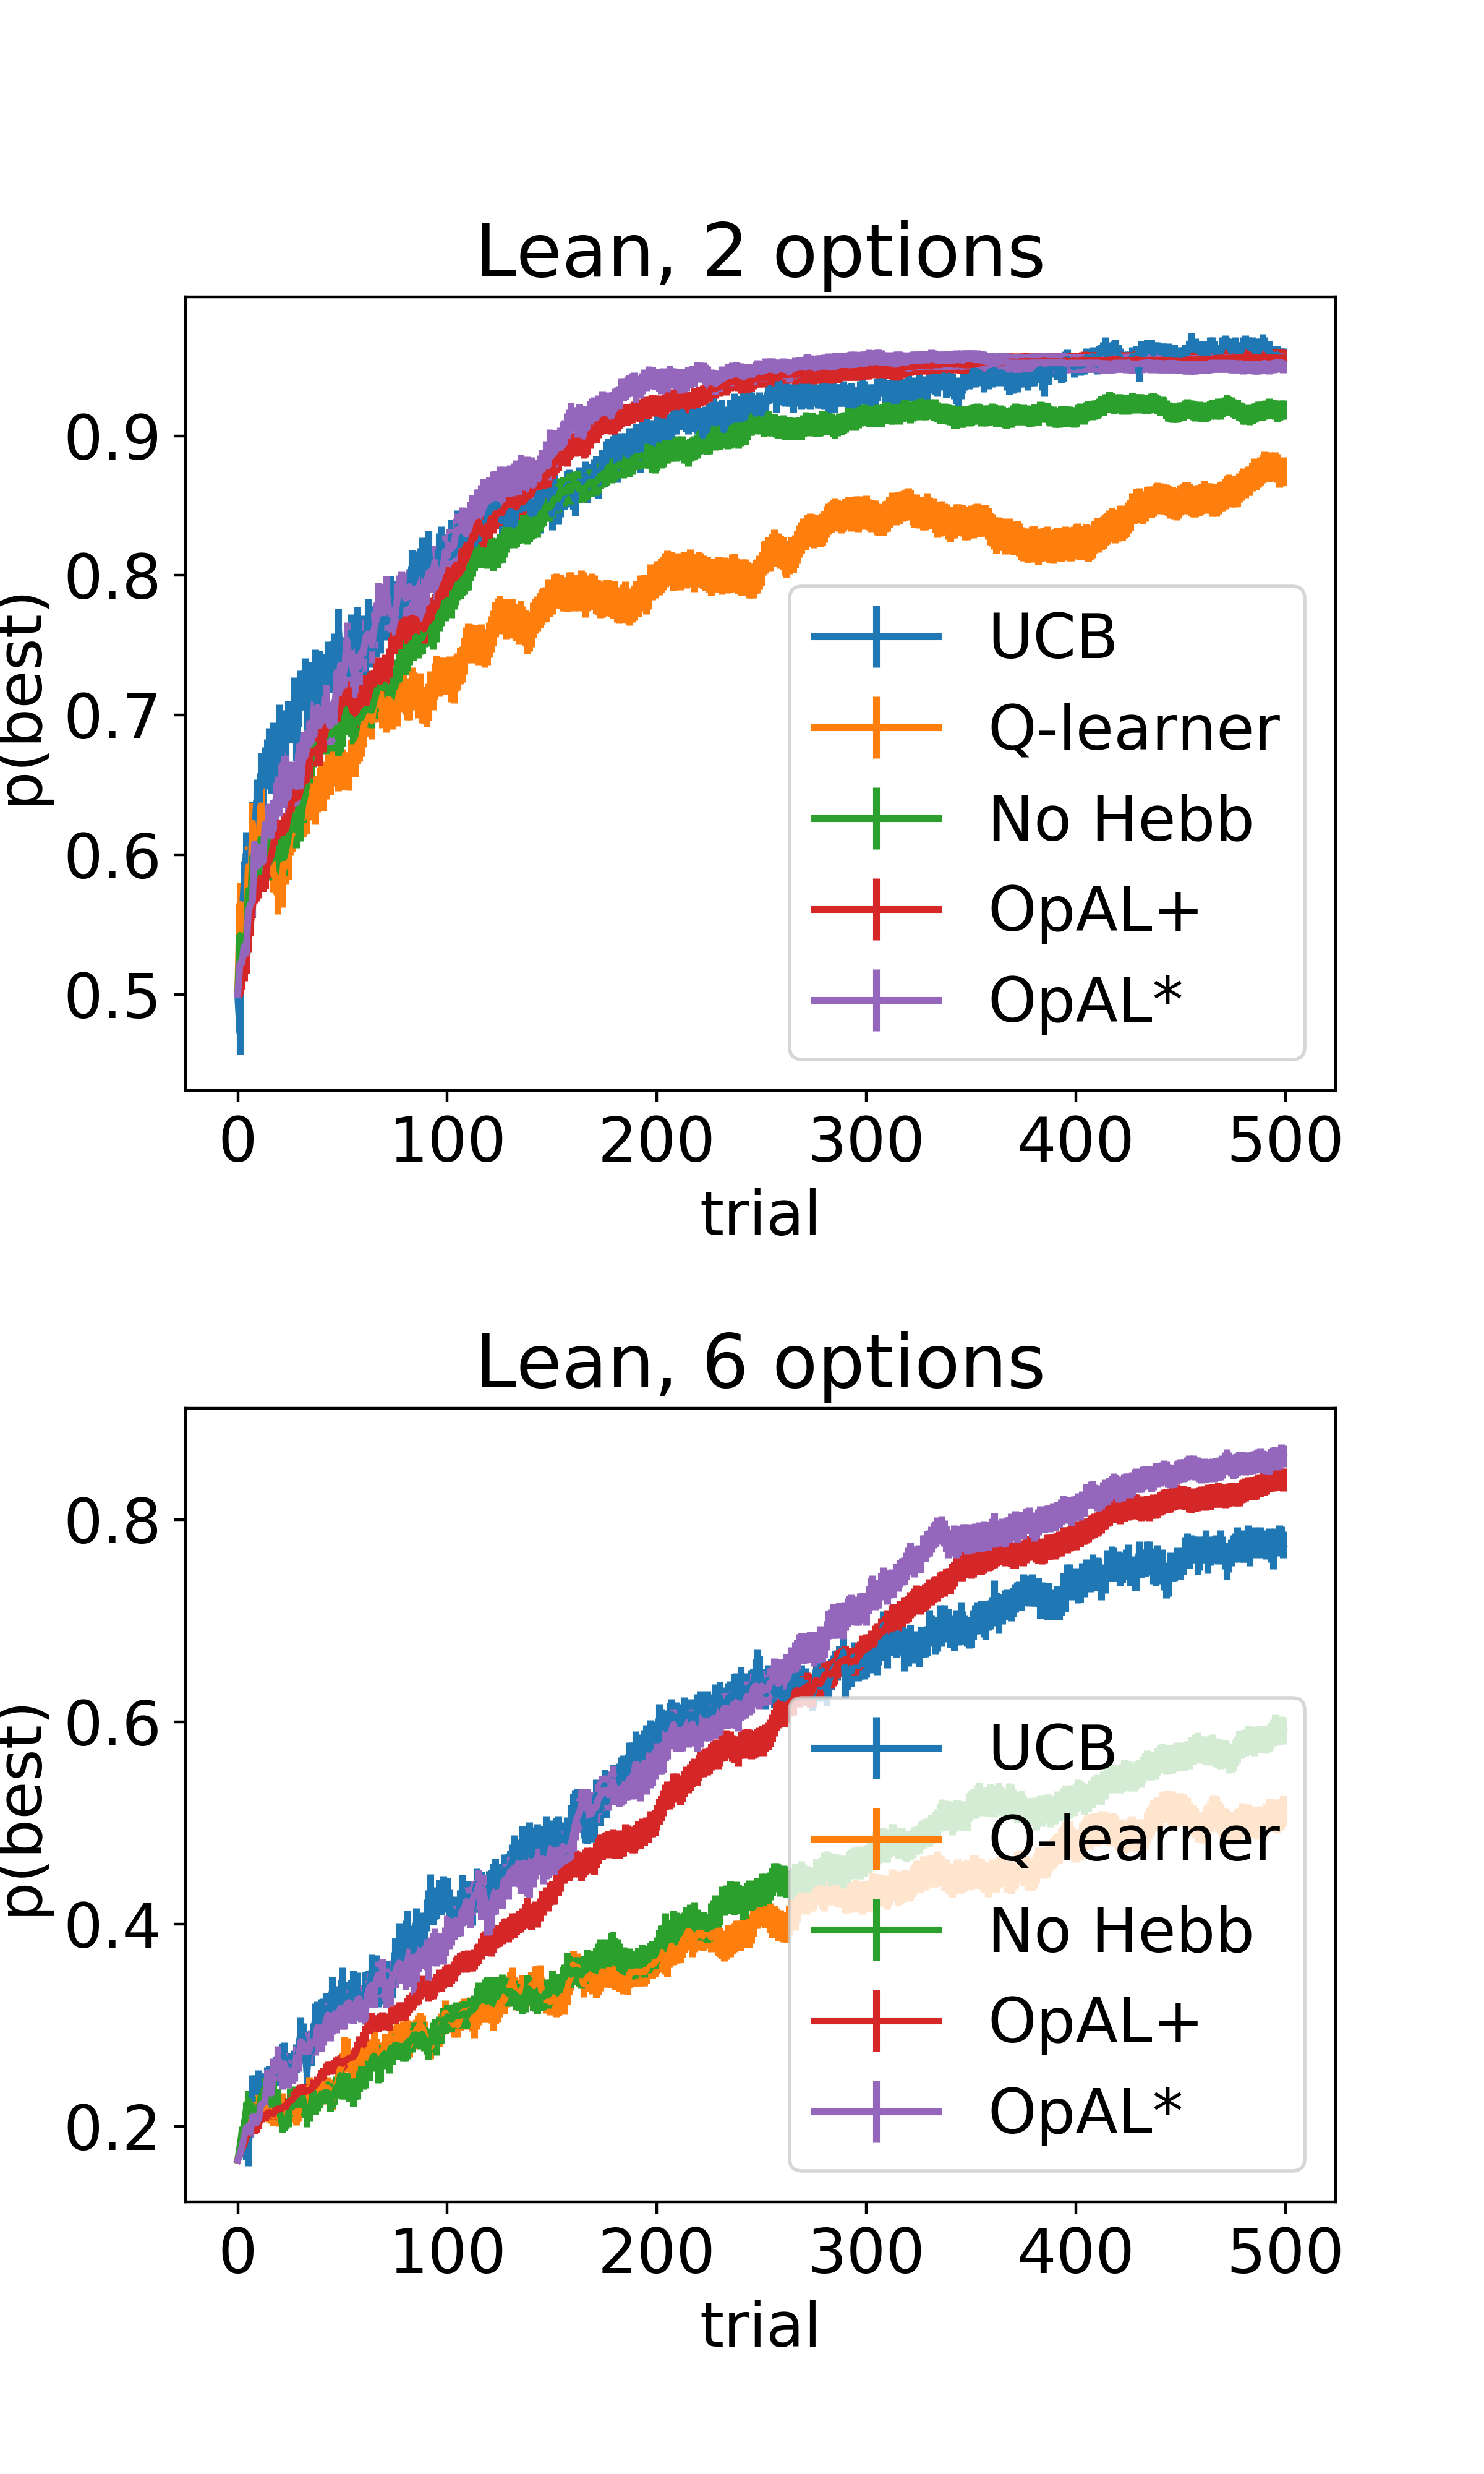 Lean, 2 options
0.9
0.8
0.7
0.6
0.5
p(best)
UCB
Q-learner
No Hebb
OpAL+
OpAL*
0 100 200 300 400 500
trial
Lean, 6 options
0.8
0.6
0.4
0.2
p(best)
UCB
Q-learner
No Hebb
OpAL+
OpAL*
0 100 200 300 400 500
trial